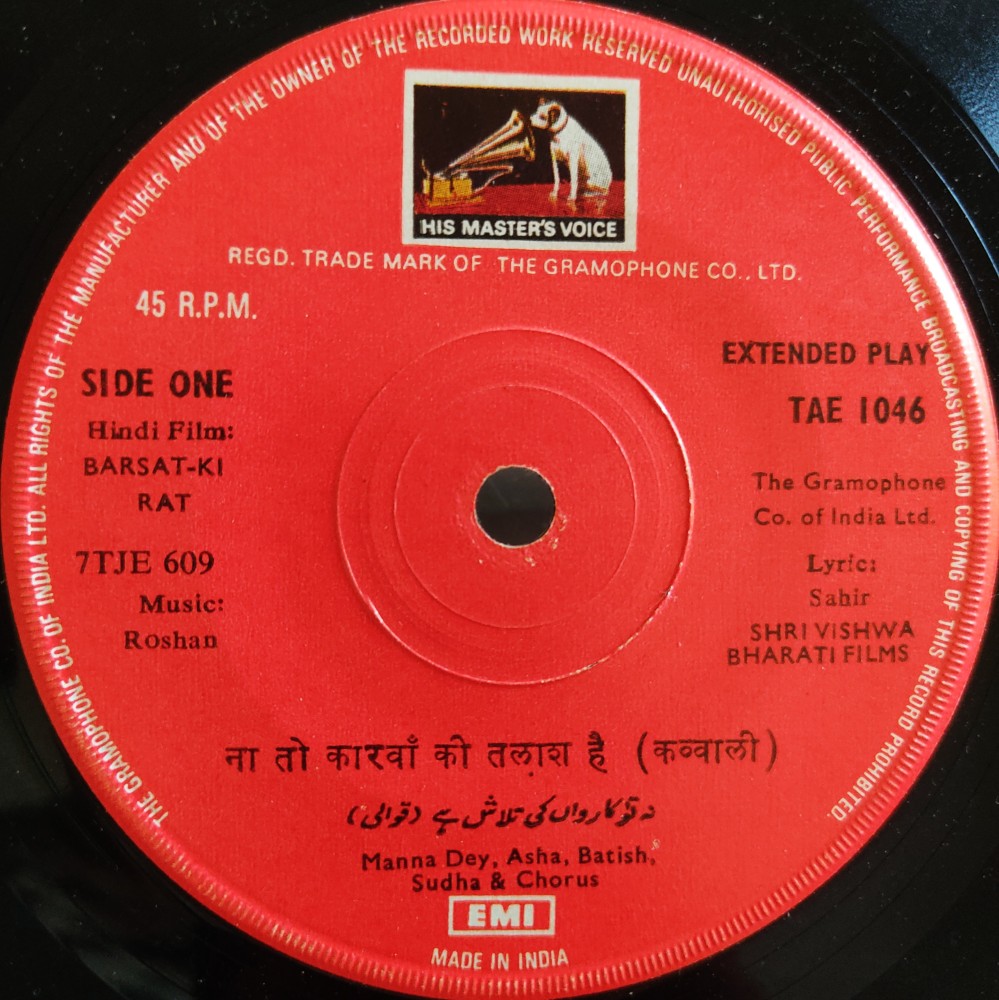 THE GRAMOPHONE CO. OF INDIA LTD. ALL RIGHTS OF THE MANUFACTURER AND OF THE OWNER OF THE RECORDED WORK RESERVED UNAUTHORISED PUBLIC PERFORMANCE BROADCASTING AND COPYING OF THIS RECORD PROHIBITED.
HIS MASTER'S VOICE
REGD. TRADE MARK OF THE GRAMOPHONE CO., LTD.
45 R.P.M.
SIDE ONE
Hindi Film:
BARSAT-KI
RAT
7TJE 609
Music:
Roshan
EXTENDED PLAY
TAE 1046
The Gramophone
Co. of India Ltd.
Lyric:
Sahir
SHRI VISHWA
BHARATI FILMS
ना तो कारवाँ की तलाश है (कव्वाली)
نہ تو کارواں کی تلاش ہے (قوالی)
Manna Dey, Asha, Batish,
Sudha & Chorus
EMI
MADE IN INDIA